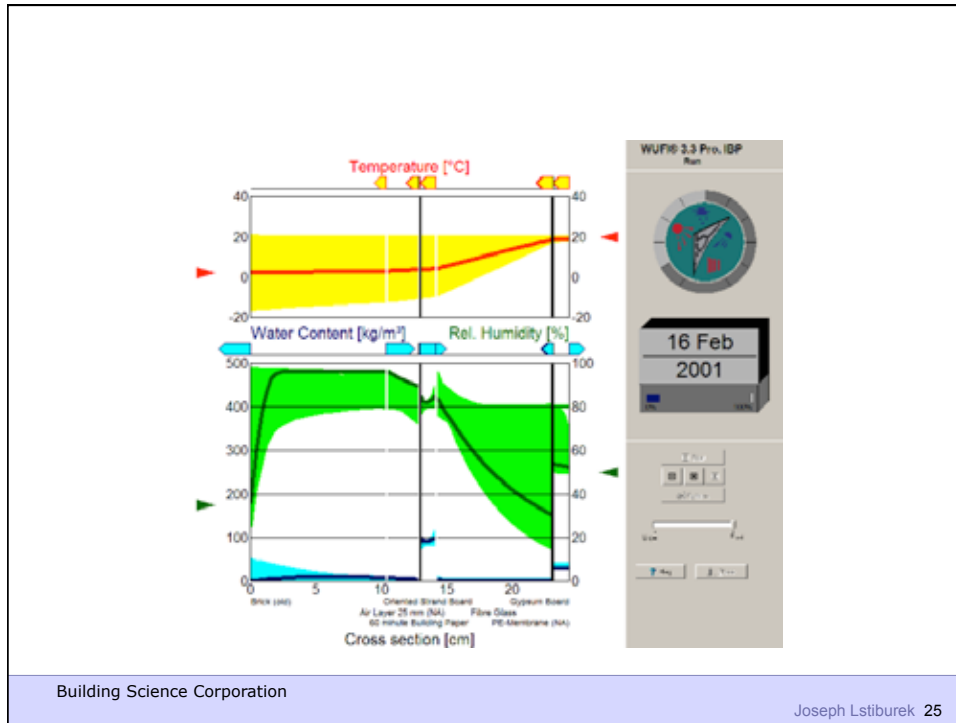 WUFI® 3.3 Pro, IBP
Run
Temperature [°C]
40 40
20 20
0 0
-20 -20
Water Content [kg/m³] Rel. Humidity [%]
16 Feb
2001
0% 100%
500 100
400 80
300 60
200 40
100 20
0 5 10 15 20 0
Brick (old) Oriented Strand Board Gypsum Board
Air Layer 25 mm (NA) Fibre Glass
60 minute Building Paper PE-Membrane (NA)
Cross section [cm]
Building Science Corporation
Joseph Lstiburek 25